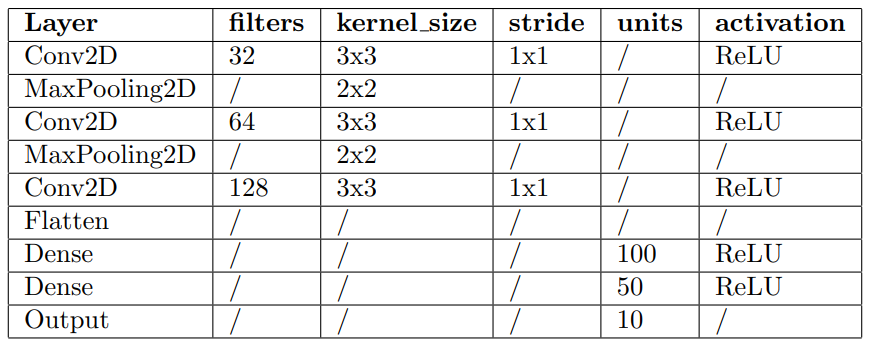 Layer filters kernel_size stride units activation
Conv2D 32 3x3 1x1 / ReLU
MaxPooling2D / 2x2 / / /
Conv2D 64 3x3 1x1 / ReLU
MaxPooling2D / 2x2 / / /
Conv2D 128 3x3 1x1 / ReLU
Flatten / / / / /
Dense / / / 100 ReLU
Dense / / / 50 ReLU
Output / / / 10 /